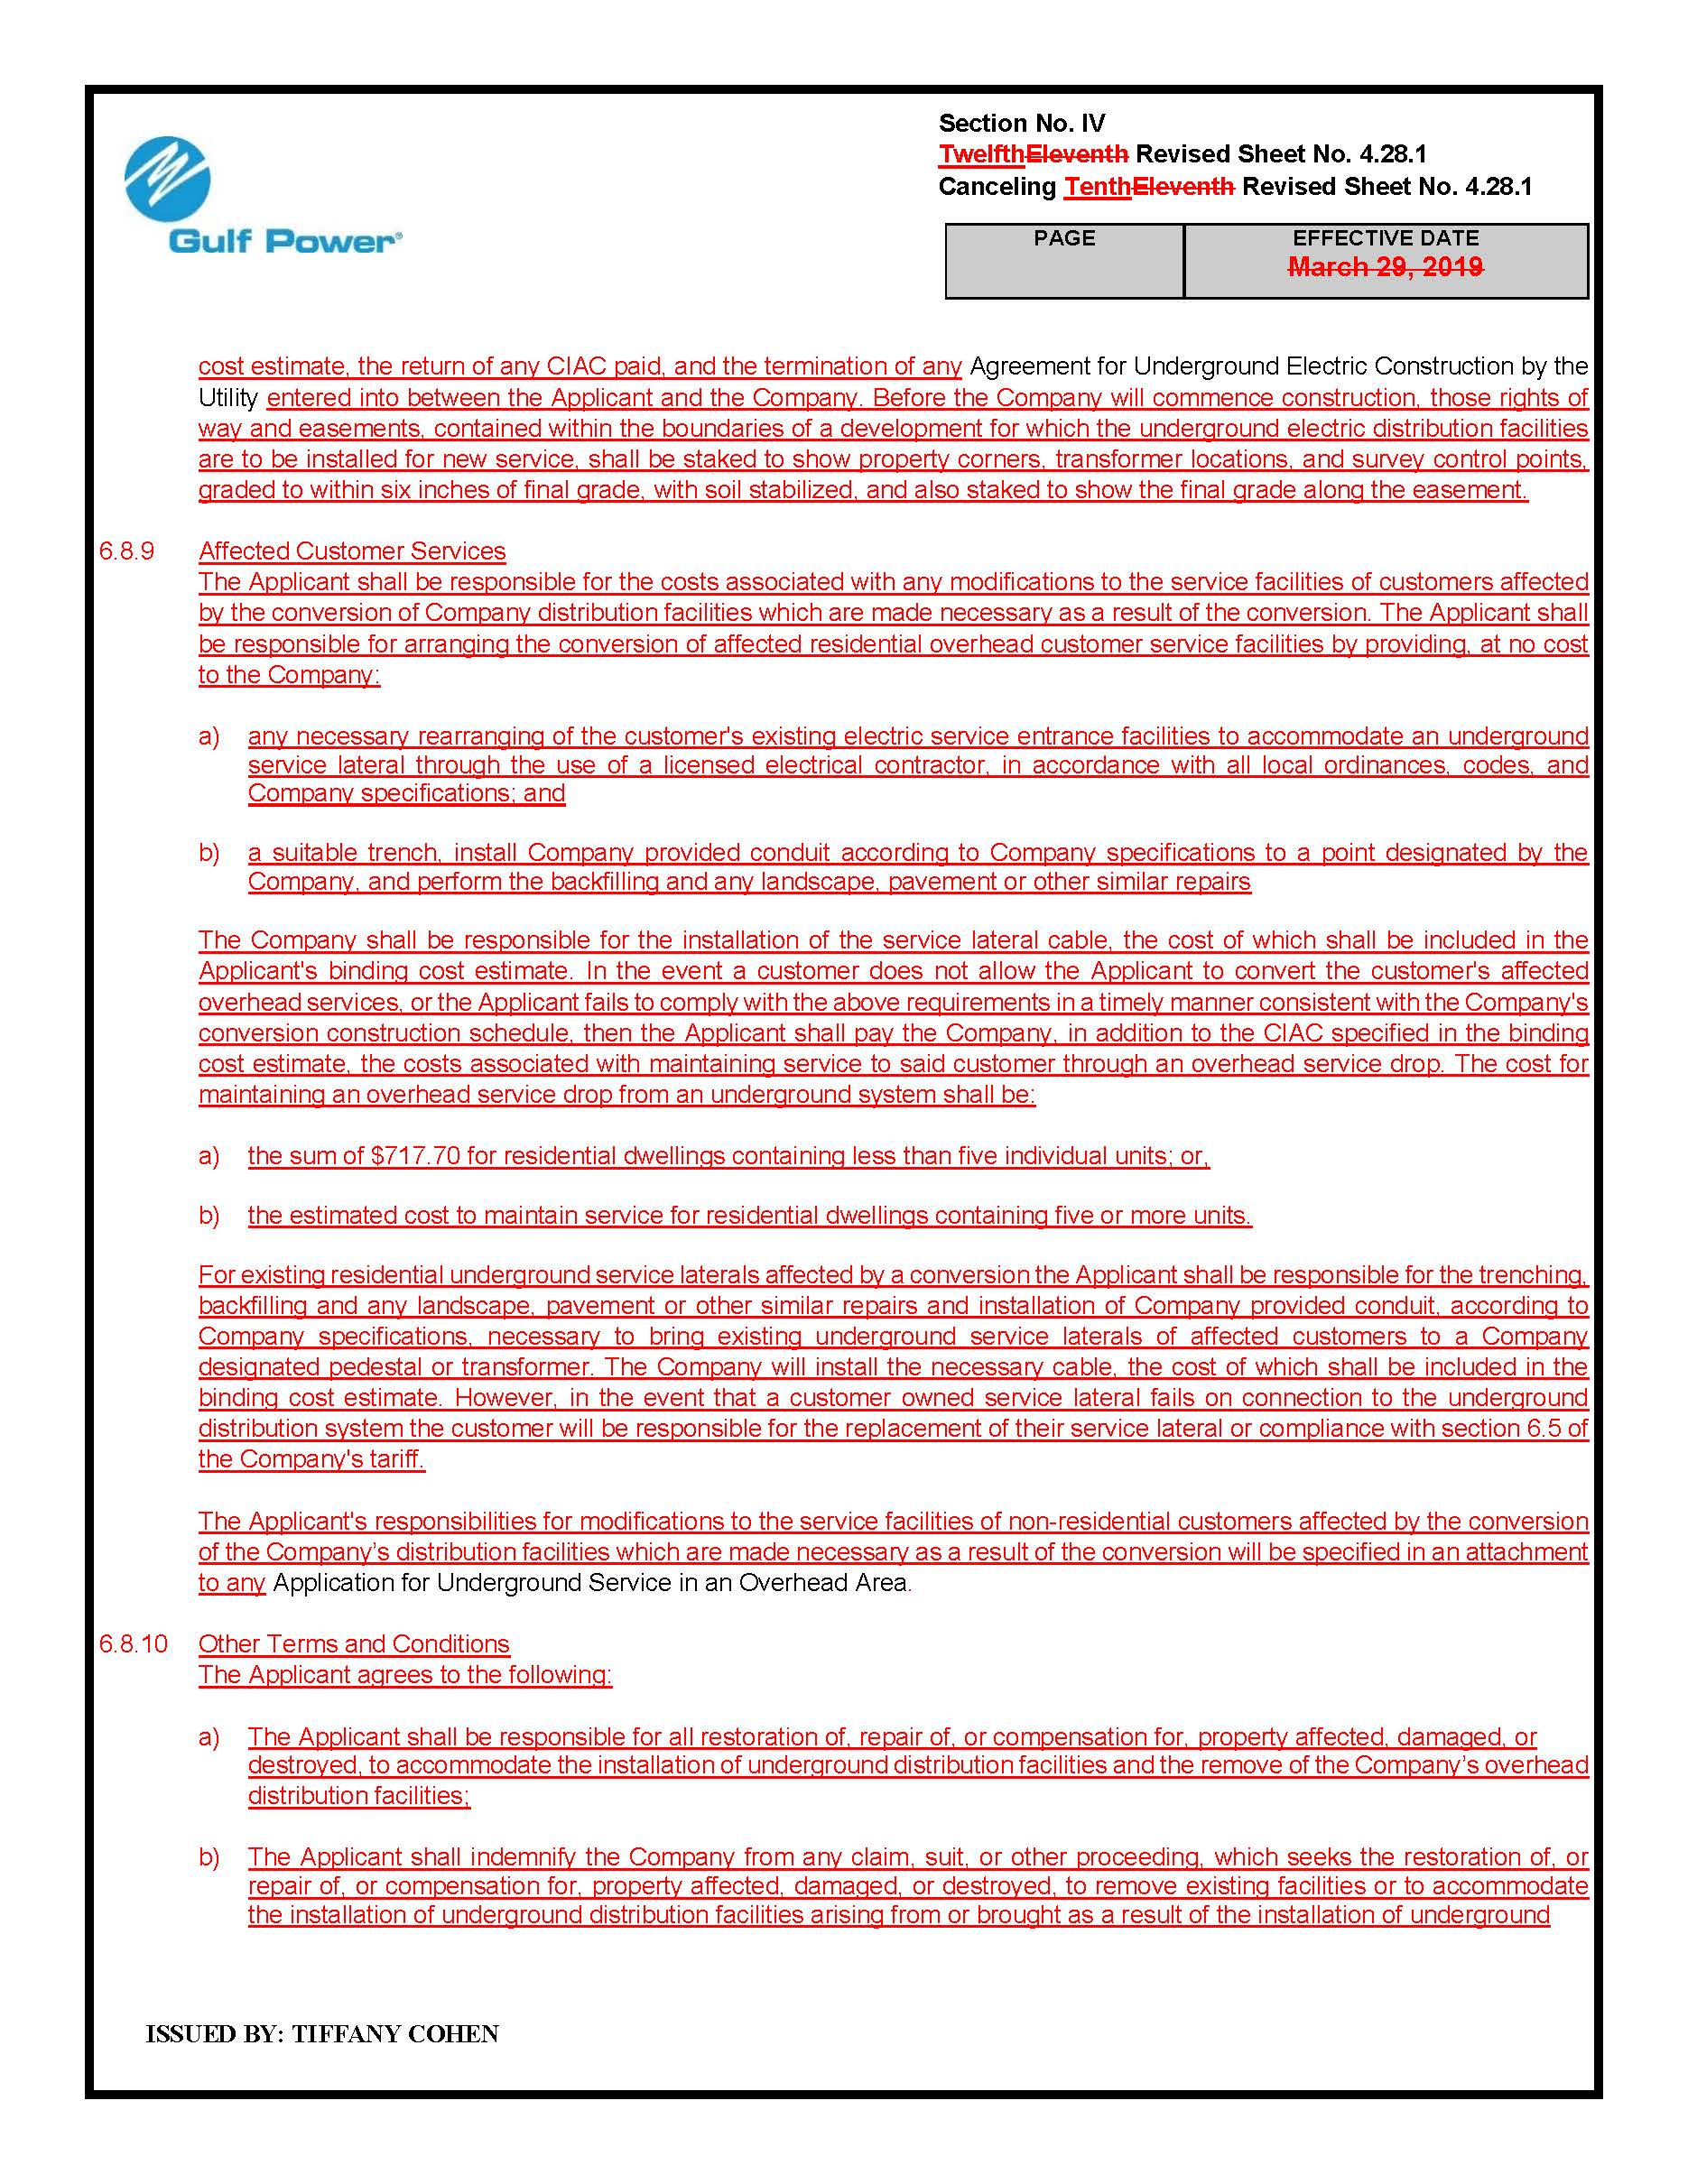 Section No. IV
TwelfthEleventh Revised Sheet No. 4.28.1
Canceling TenthEleventh Revised Sheet No. 4.28.1
Gulf Power®
PAGE
EFFECTIVE DATE
March 29, 2019
cost estimate, the return of any CIAC paid, and the termination of any Agreement for Underground Electric Construction by the
Utility entered into between the Applicant and the Company. Before the Company will commence construction, those rights of
way and easements, contained within the boundaries of a development for which the underground electric distribution facilities
are to be installed for new service, shall be staked to show property corners, transformer locations, and survey control points,
graded to within six inches of final grade, with soil stabilized, and also staked to show the final grade along the easement.
6.8.9 Affected Customer Services
The Applicant shall be responsible for the costs associated with any modifications to the service facilities of customers affected
by the conversion of Company distribution facilities which are made necessary as a result of the conversion. The Applicant shall
be responsible for arranging the conversion of affected residential overhead customer service facilities by providing, at no cost
to the Company:
a) any necessary rearranging of the customer's existing electric service entrance facilities to accommodate an underground
service lateral through the use of a licensed electrical contractor, in accordance with all local ordinances, codes, and
Company specifications; and
b) a suitable trench, install Company provided conduit according to Company specifications to a point designated by the
Company, and perform the backfilling and any landscape, pavement or other similar repairs
The Company shall be responsible for the installation of the service lateral cable, the cost of which shall be included in the
Applicant's binding cost estimate. In the event a customer does not allow the Applicant to convert the customer's affected
overhead services, or the Applicant fails to comply with the above requirements in a timely manner consistent with the Company's
conversion construction schedule, then the Applicant shall pay the Company, in addition to the CIAC specified in the binding
cost estimate, the costs associated with maintaining service to said customer through an overhead service drop. The cost for
maintaining an overhead service drop from an underground system shall be:
a) the sum of $717.70 for residential dwellings containing less than five individual units; or,
b) the estimated cost to maintain service for residential dwellings containing five or more units.
For existing residential underground service laterals affected by a conversion the Applicant shall be responsible for the trenching,
backfilling and any landscape, pavement or other similar repairs and installation of Company provided conduit, according to
Company specifications, necessary to bring existing underground service laterals of affected customers to a Company
designated pedestal or transformer. The Company will install the necessary cable, the cost of which shall be included in the
binding cost estimate. However, in the event that a customer owned service lateral fails on connection to the underground
distribution system the customer will be responsible for the replacement of their service lateral or compliance with section 6.5 of
the Company's tariff.
The Applicant's responsibilities for modifications to the service facilities of non-residential customers affected by the conversion
of the Company’s distribution facilities which are made necessary as a result of the conversion will be specified in an attachment
to any Application for Underground Service in an Overhead Area.
6.8.10 Other Terms and Conditions
The Applicant agrees to the following:
a) The Applicant shall be responsible for all restoration of, repair of, or compensation for, property affected, damaged, or
destroyed, to accommodate the installation of underground distribution facilities and the remove of the Company’s overhead
distribution facilities;
b) The Applicant shall indemnify the Company from any claim, suit, or other proceeding, which seeks the restoration of, or
repair of, or compensation for, property affected, damaged, or destroyed, to remove existing facilities or to accommodate
the installation of underground distribution facilities arising from or brought as a result of the installation of underground
ISSUED BY: TIFFANY COHEN